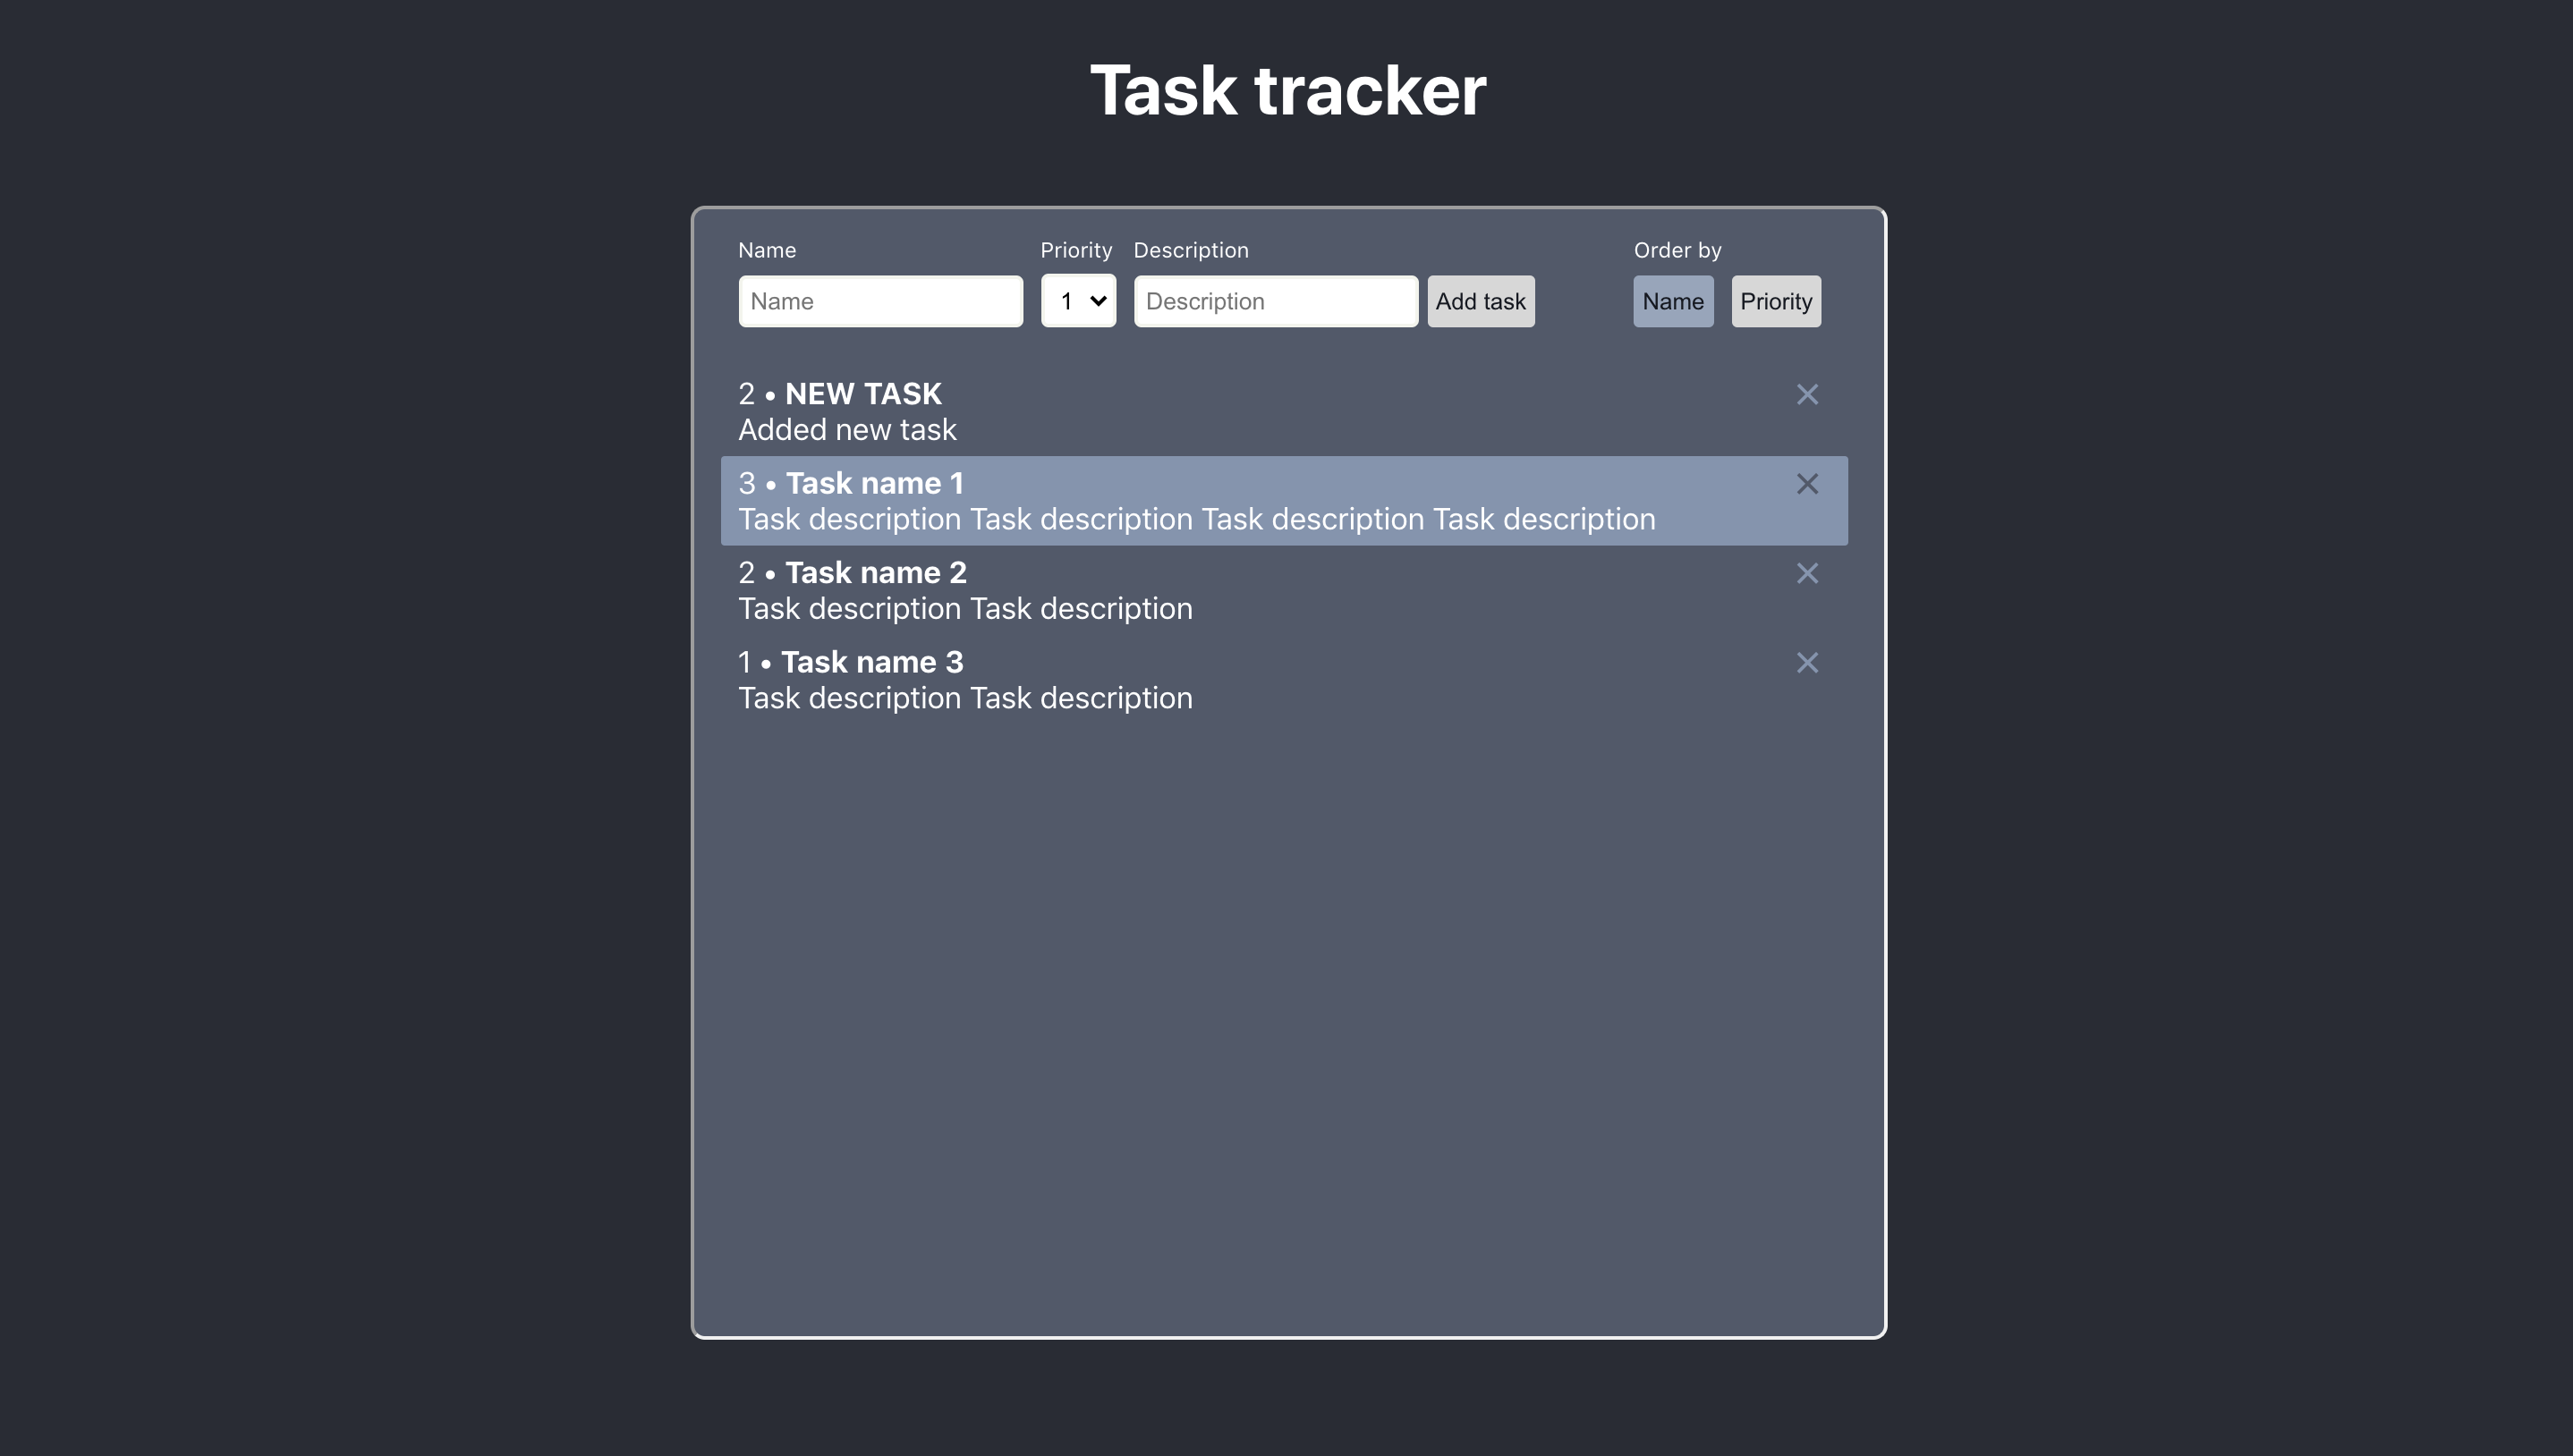 Task tracker
Name Priority Description Order by
Name 1 Description Add task Name Priority
2 • NEW TASK ×
Added new task
3 • Task name 1 ×
Task description Task description Task description Task description
2 • Task name 2 ×
Task description Task description
1 • Task name 3 ×
Task description Task description